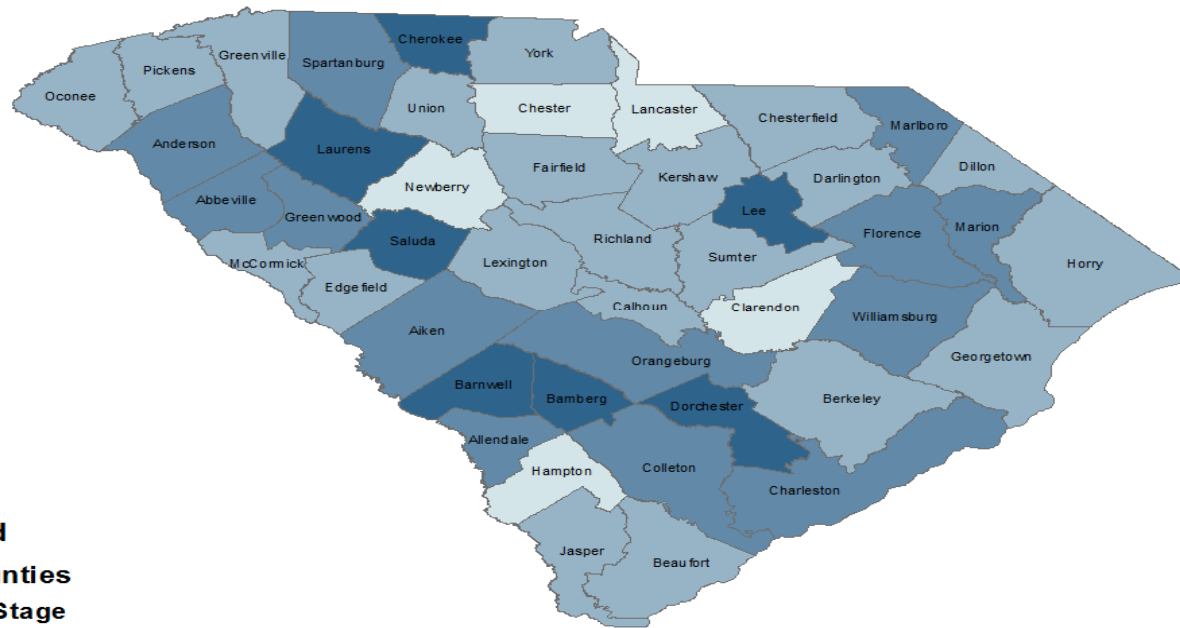 Cherokee
York
Greenville
Spartanburg
Pickens
Oconee
Union
Chester
Lancaster
Chesterfield
Marlboro
Anderson
Laurens
Fairfield
Kershaw
Darlington
Dillon
Newberry
Abbeville
Greenwood
Lee
Florence
Marion
Saluda
Richland
Sumter
McCormick
Lexington
Horry
Edgefield
Calhoun
Clarendon
Williamsburg
Aiken
Orangeburg
Georgetown
Barnwell
Bamberg
Dorchester
Berkeley
Allendale
Hampton
Colleton
Charleston
Jasper
Beaufort
d
unties
Stage